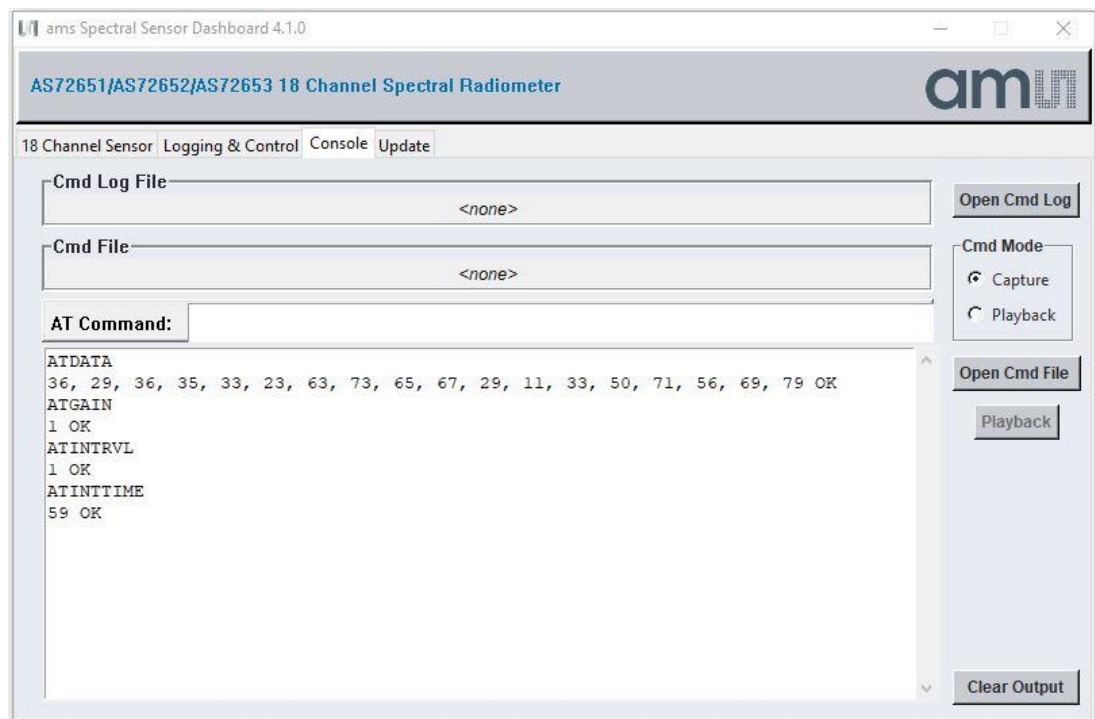 ams Spectral Sensor Dashboard 4.1.0
AS72651/AS72652/AS72653 18 Channel Spectral Radiometer
am
18 Channel Sensor Logging & Control Console Update
Cmd Log File
<none>
Open Cmd Log
Cmd File
<none>
Cmd Mode
Capture
Playback
AT Command:
ATDATA
36, 29, 36, 35, 33, 23, 63, 73, 65, 67, 29, 11, 33, 50, 71, 56, 69, 79 OK
ATGAIN
1 OK
ATINTRVL
1 OK
ATINTTIME
59 OK
Open Cmd File
Playback
Clear Output